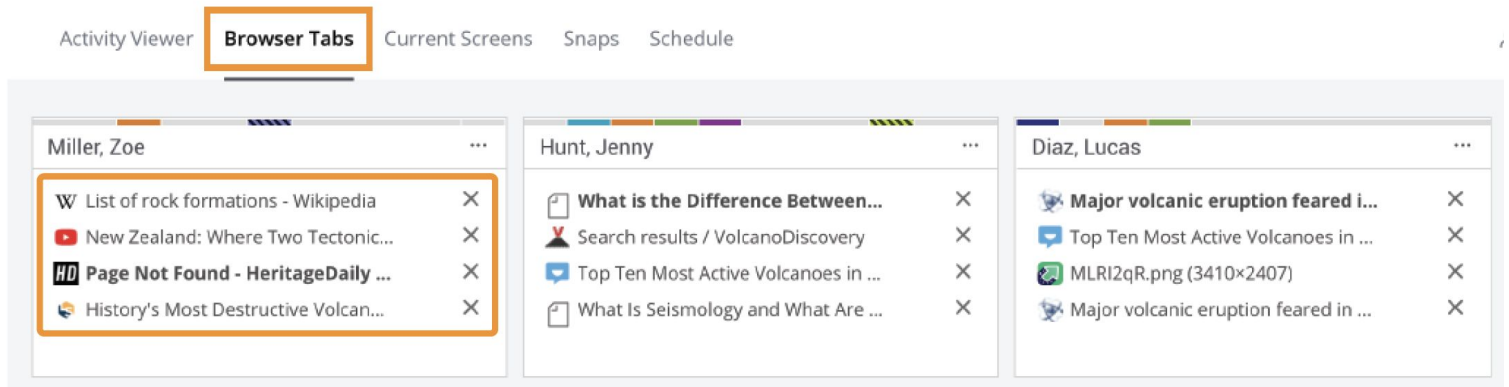 Activity Viewer Browser Tabs Current Screens Snaps Schedule
Miller, Zoe ...
W List of rock formations - Wikipedia
New Zealand: Where Two Tectonic...
HD Page Not Found - HeritageDaily ...
History's Most Destructive Volcan...
Hunt, Jenny ...
What is the Difference Between...
Search results / VolcanoDiscovery
Top Ten Most Active Volcanoes in ...
What Is Seismology and What Are ...
Diaz, Lucas ...
Major volcanic eruption feared i...
Top Ten Most Active Volcanoes in ...
MLRI2qR.png (3410×2407)
Major volcanic eruption feared in ...